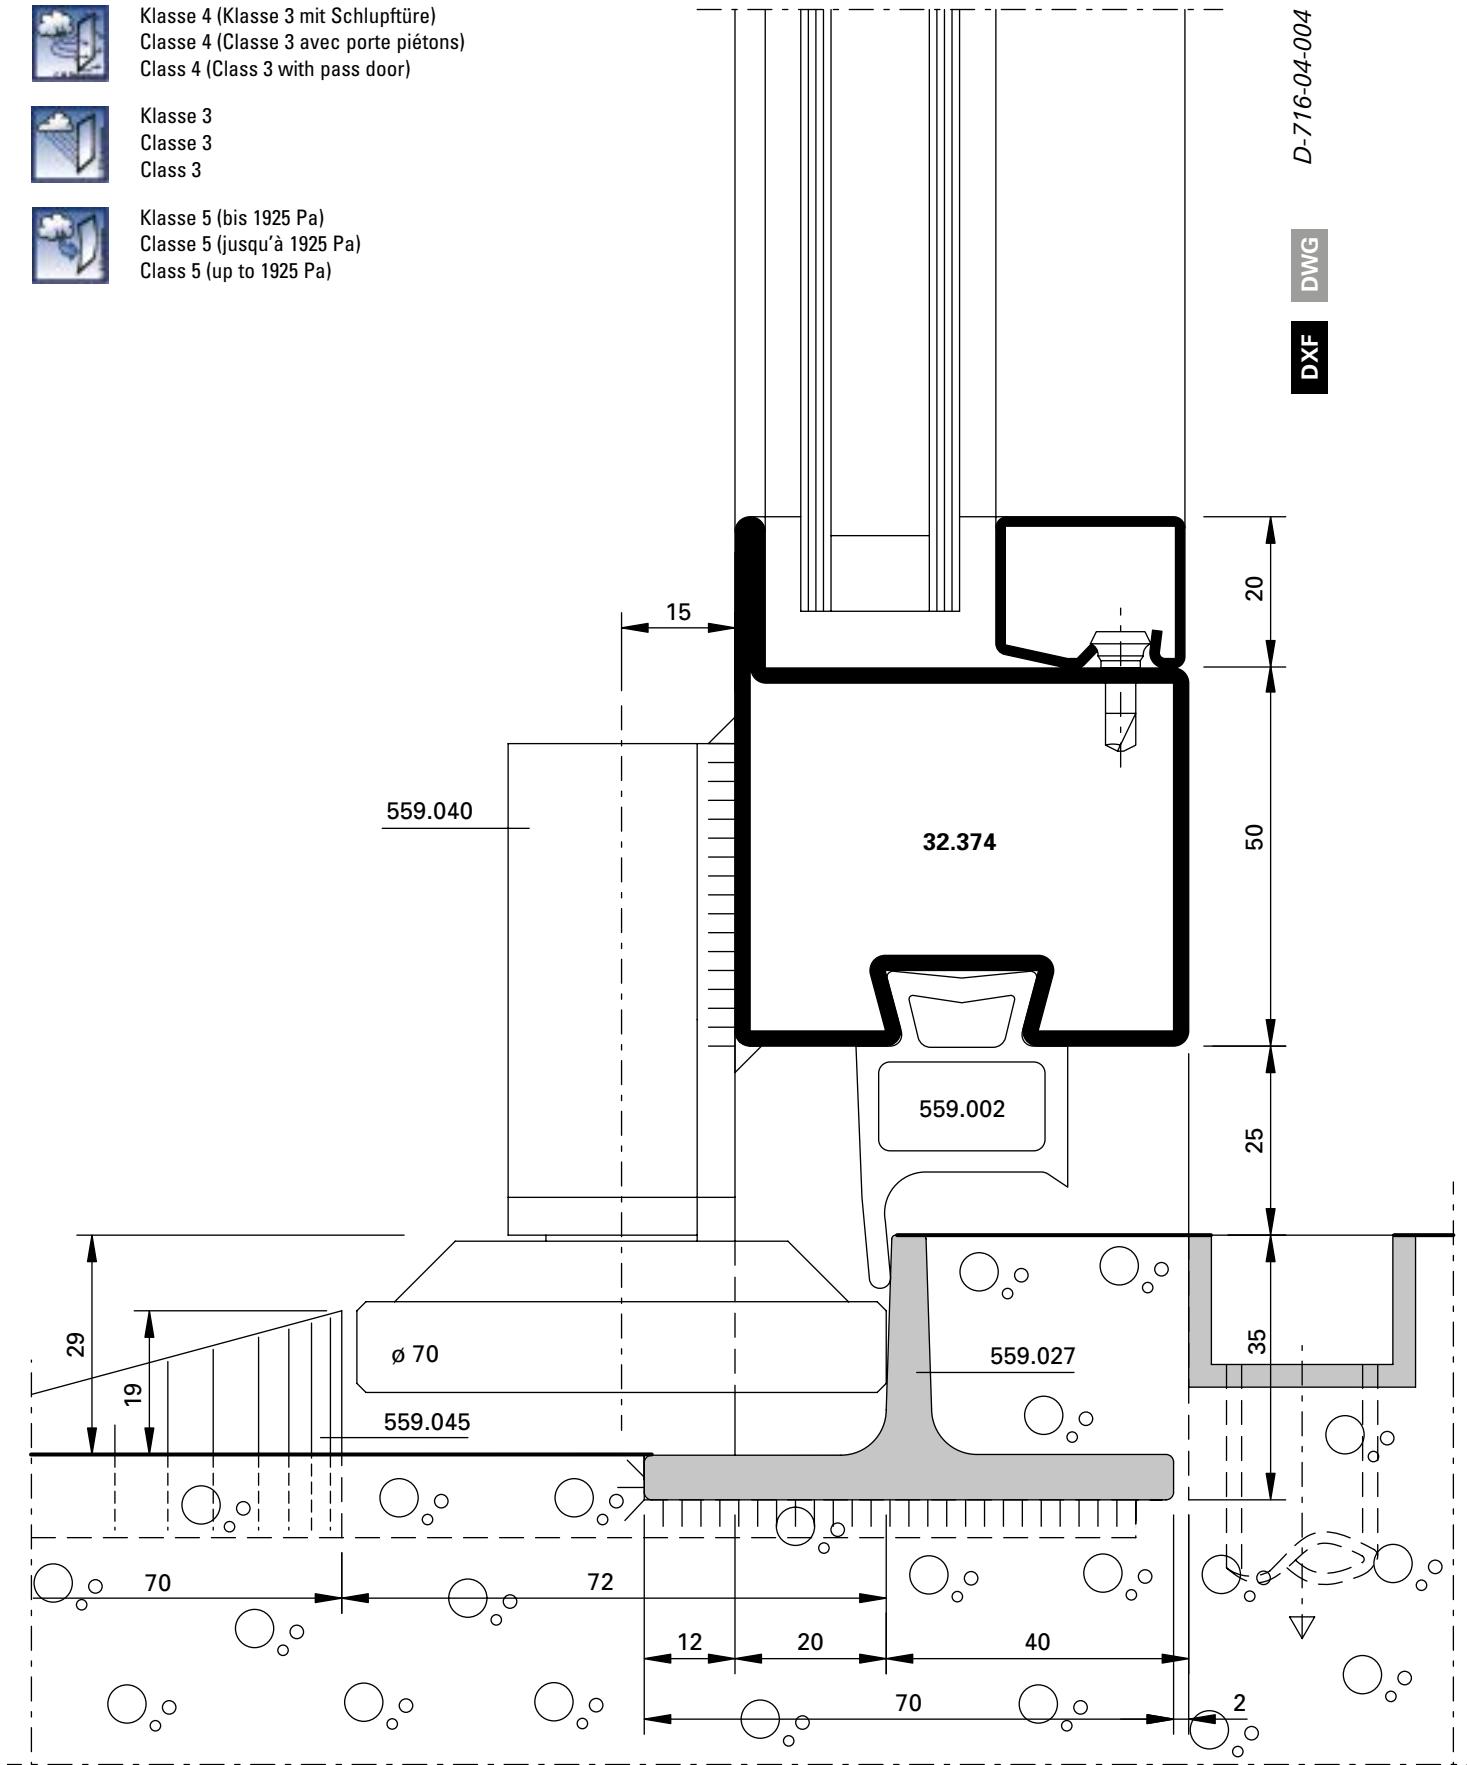 Klasse 4 (Klasse 3 mit Schlupftüre)
Classe 4 (Classe 3 avec porte piétons)
Class 4 (Class 3 with pass door)
Klasse 3
Classe 3
Class 3
Klasse 5 (bis 1925 Pa)
Classe 5 (jusqu'à 1925 Pa)
Class 5 (up to 1925 Pa)
D-716-04-004
DWG
DXF
20
15
559.040
32.374
50
559.002
25
29
19
ø 70
559.045
559.027
35
70
72
12
20
40
70
2